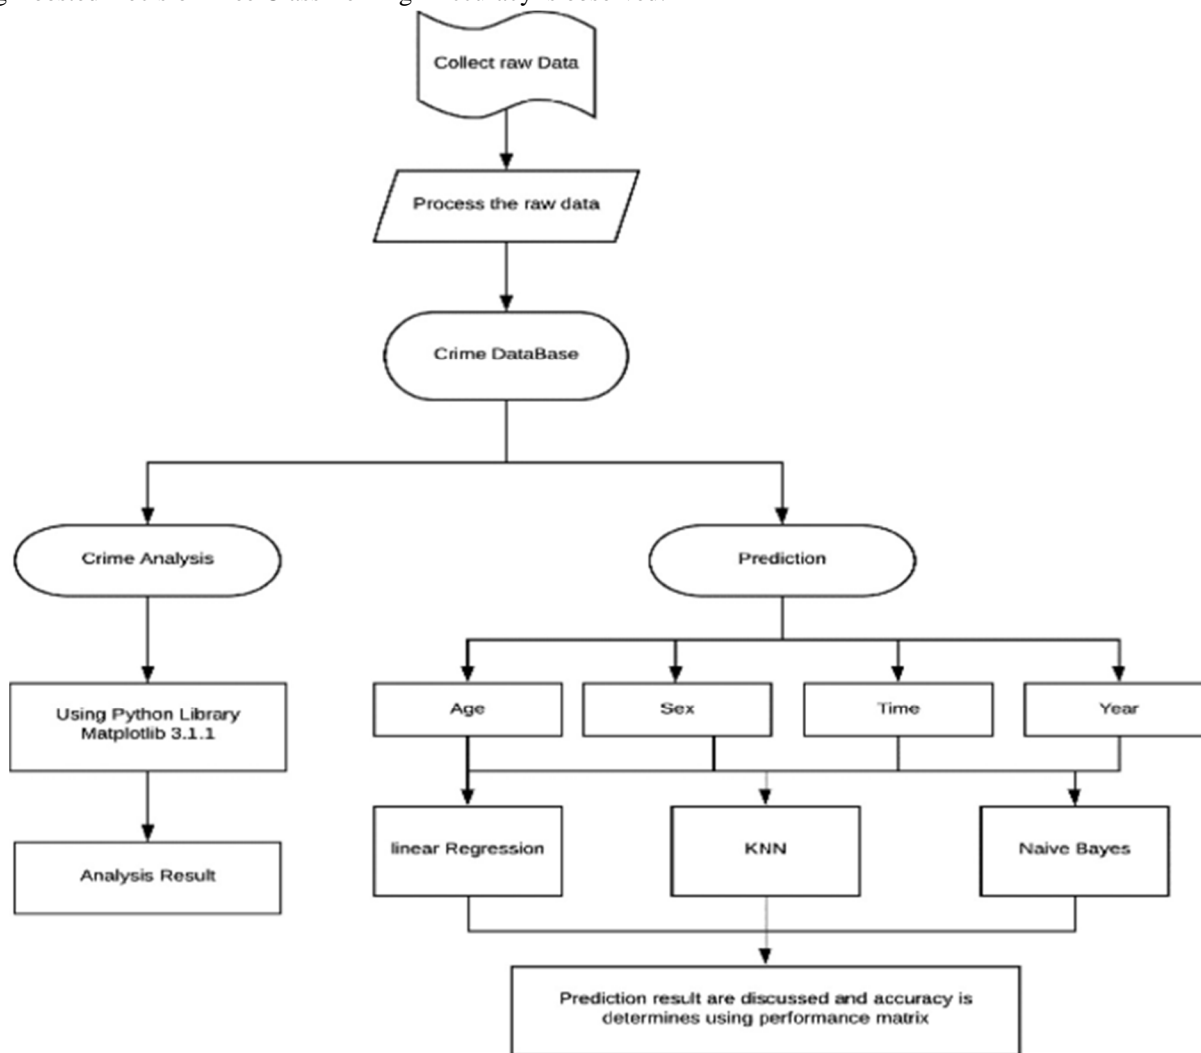 Collect raw Data
Process the raw data
Crime DataBase
Crime Analysis
Prediction
Using Python Library
Matplotlib 3.1.1
Age
Sex
Time
Year
linear Regression
KNN
Naive Bayes
Analysis Result
Prediction result are discussed and accuracy is
determines using performance matrix